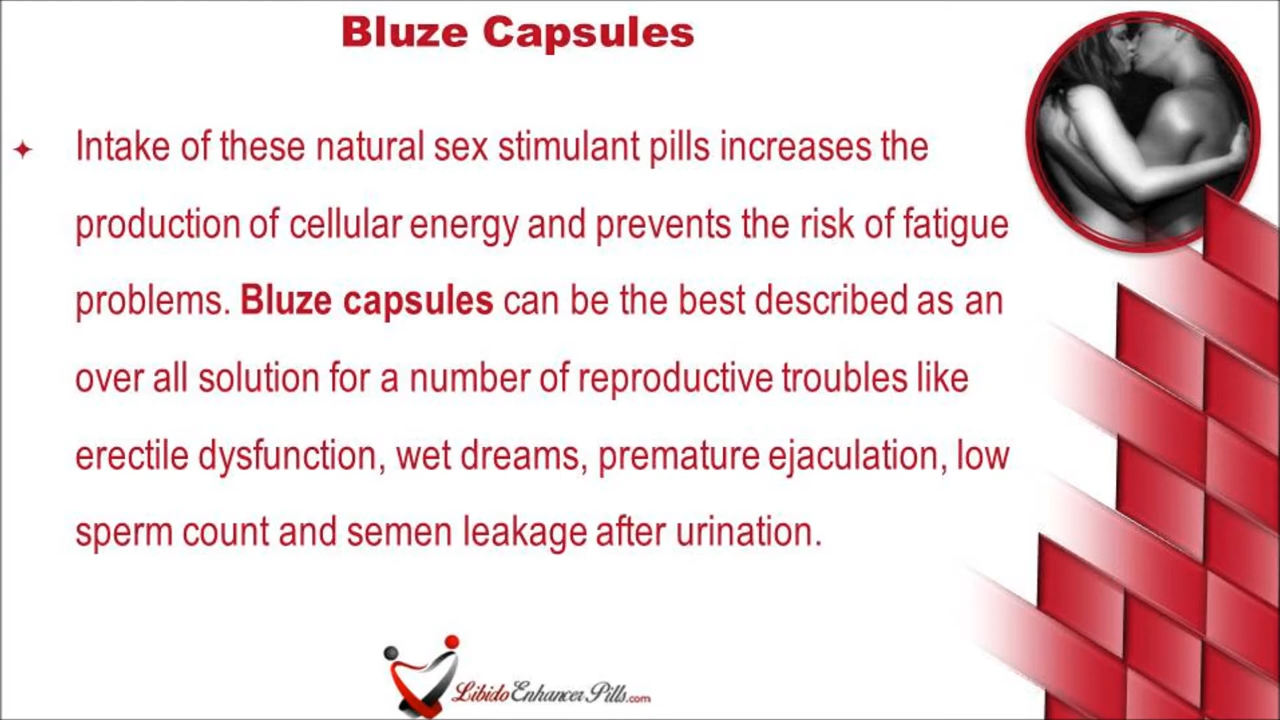 Bluze Capsules
Intake of these natural sex stimulant pills increases the
production of cellular energy and prevents the risk of fatigue
problems. Bluze capsules can be the best described as an
over all solution for a number of reproductive troubles like
erectile dysfunction, wet dreams, premature ejaculation, low
sperm count and semen leakage after urination.
LibidoEnhancerPills.com